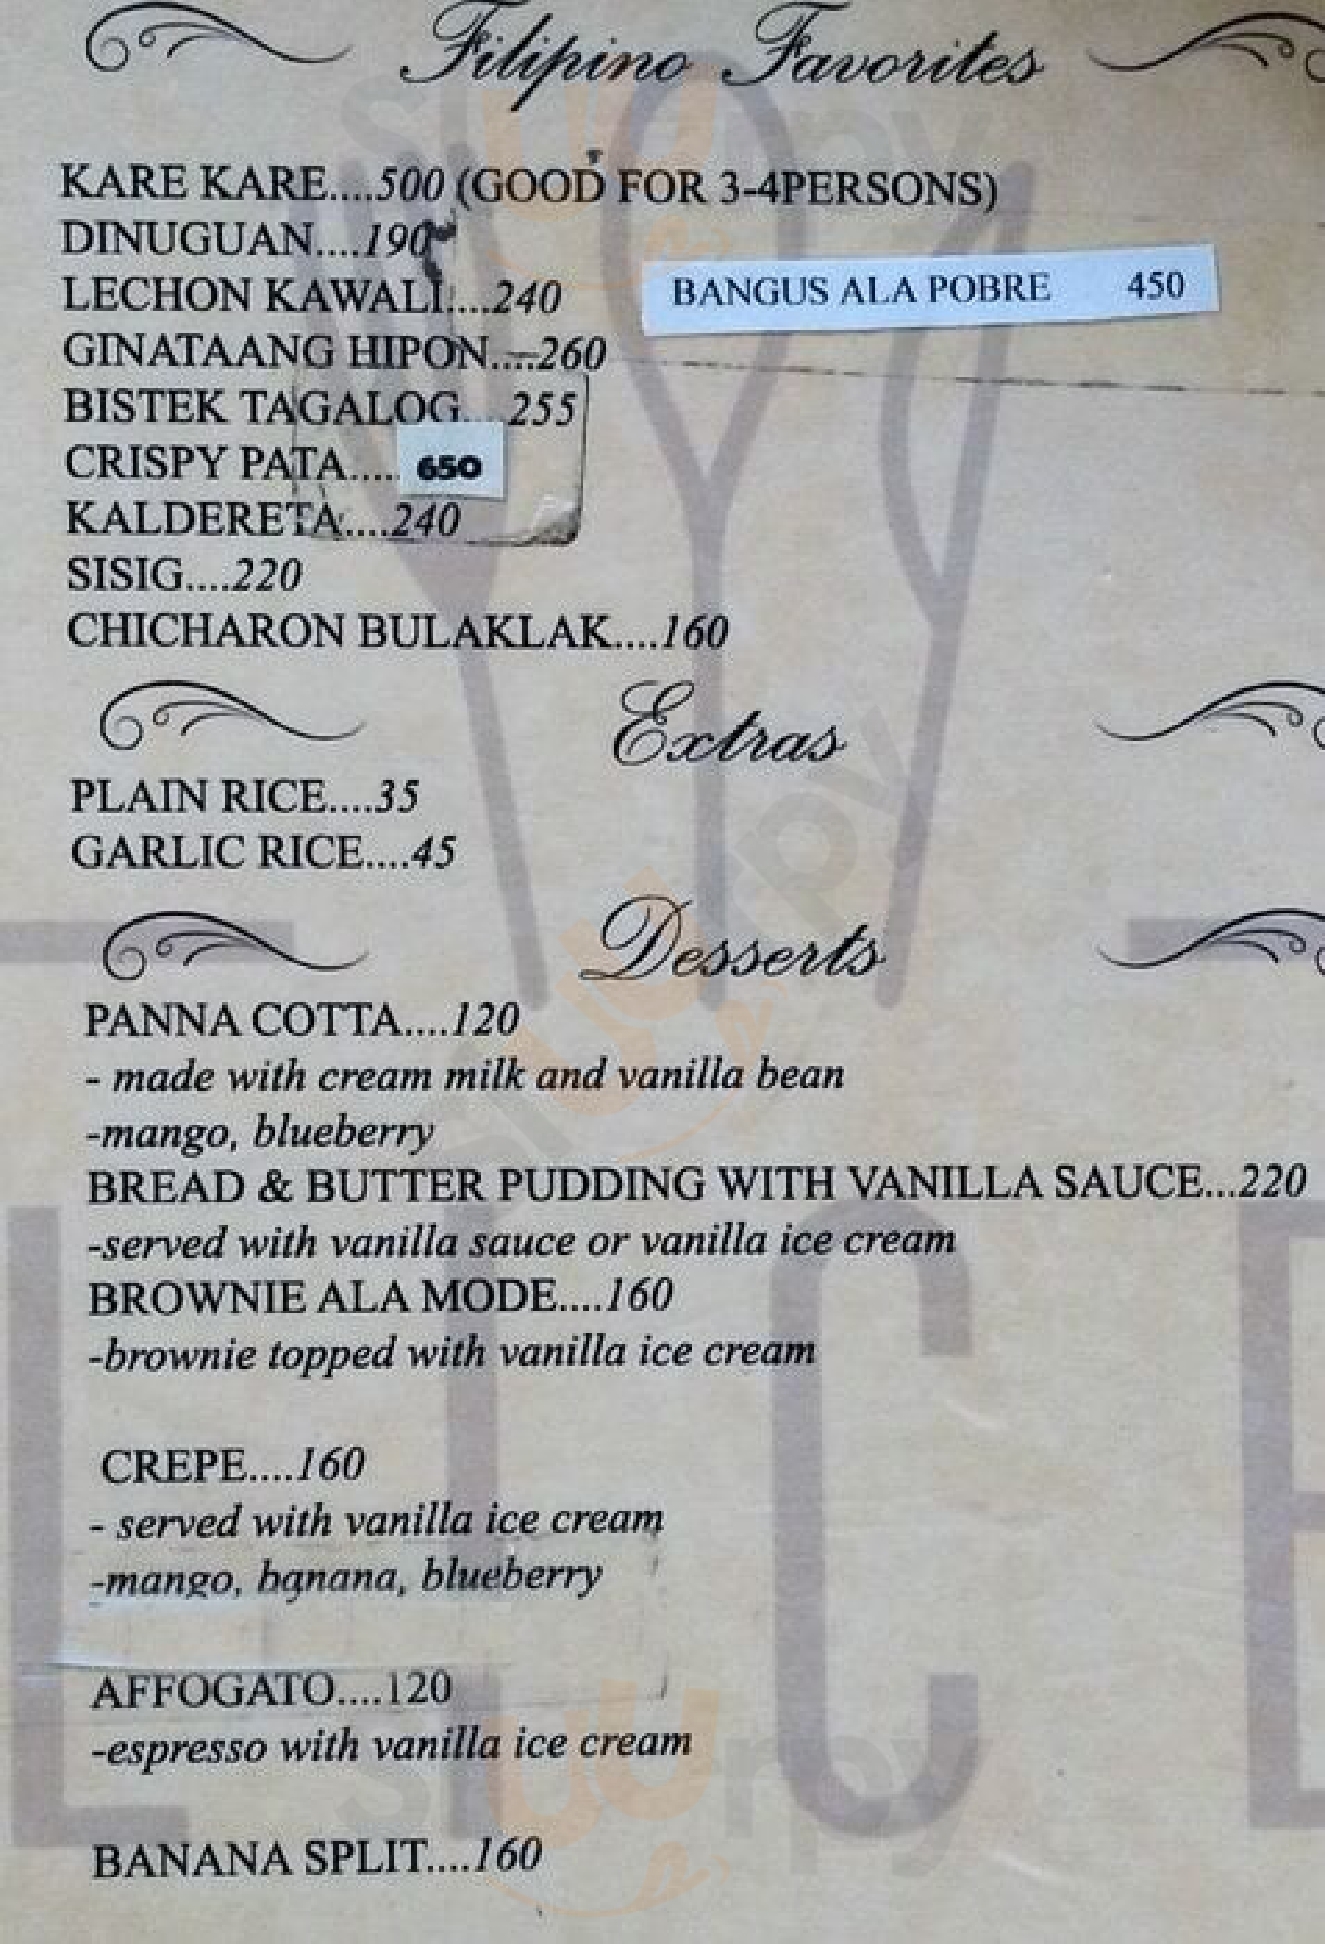 Filipino Favorites
KARE KARE....500 (GOOD FOR 3-4PERSONS)
DINUGUAN....190
LECHON KAWALI....240
BANGUS ALA POBRE 450
GINATAANG HIPON....260
BISTEK TAGALOG....255
CRISPY PATA..... 650
KALDERETA....240
SISIG....220
CHICHARON BULAKLAK....160
Extras
PLAIN RICE....35
GARLIC RICE....45
Desserts
PANNA COTTA....120
- made with cream milk and vanilla bean
-mango, blueberry
BREAD & BUTTER PUDDING WITH VANILLA SAUCE...220
-served with vanilla sauce or vanilla ice cream
BROWNIE ALA MODE....160
-brownie topped with vanilla ice cream
CREPE....160
- served with vanilla ice cream
-mango, banana, blueberry
AFFOGATO....120
-espresso with vanilla ice cream
BANANA SPLIT....160